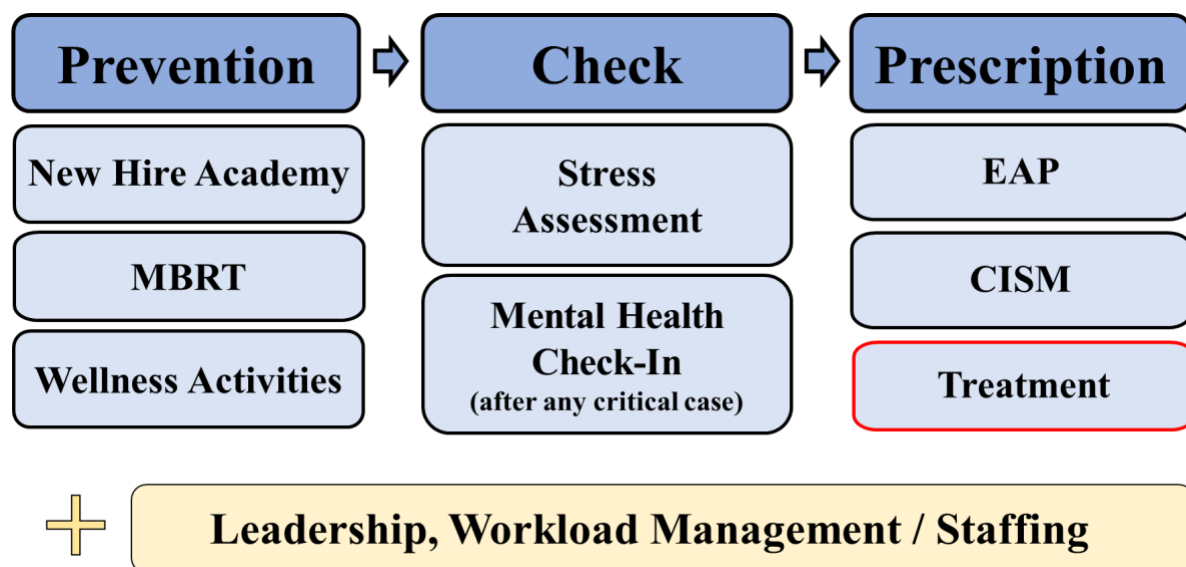 Prevention
Check
Prescription
New Hire Academy
MBRT
Wellness Activities
Stress
Assessment
Mental Health
Check-In
(after any critical case)
EAP
CISM
Treatment
Leadership, Workload Management / Staffing